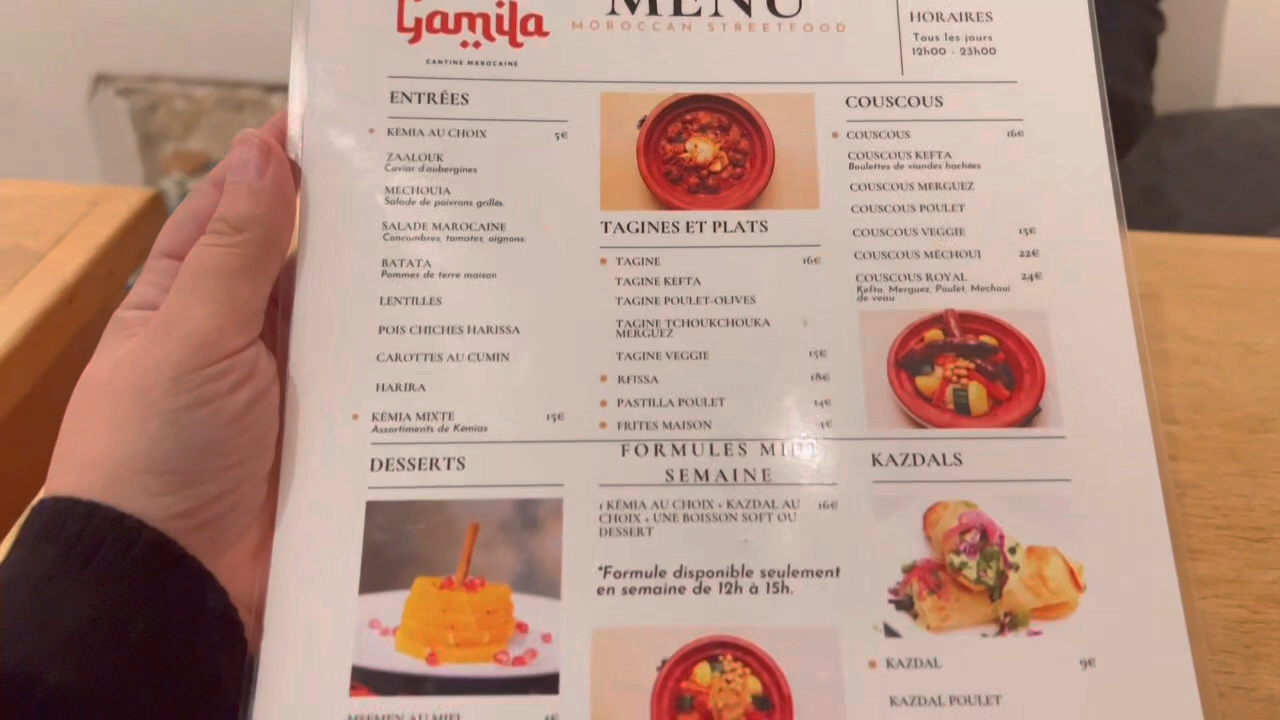 Gamila
CANTINE MAROCAINE
MENU
MOROCCAN STREETFOOD
HORAIRES
Tous les jours
12h00 - 23h00
ENTRÉES
KÉMIA AU CHOIX 5€
ZAALOUK
Caviar d'aubergines
MECHOUIA
Salade de poivrons grillés
SALADE MAROCAINE
Concombres, tomates, oignons
BATATA
Pommes de terre maison
LENTILLES
POIS CHICHES HARISSA
CAROTTES AU CUMIN
HARIRA
KÉMIA MIXTE 15€
Assortiments de Kémias
TAGINES ET PLATS
TAGINE 16€
TAGINE KEFTA
TAGINE POULET-OLIVES
TAGINE TCHOUKCHOUKA
MERGUEZ
TAGINE VEGGIE 15€
RFISSA 18€
PASTILLA POULET 14€
FRITES MAISON
COUSCOUS
COUSCOUS 16€
COUSCOUS KEFTA
Boulettes de viandes hachées
COUSCOUS MERGUEZ
COUSCOUS POULET
COUSCOUS VEGGIE 15€
COUSCOUS MÉCHOUI 22€
COUSCOUS ROYAL 24€
Kefta, Merguez, Poulet, Mechoui
de veau
DESSERTS
MSEMEN AU MIEL
FORMULES MIDI
SEMAINE
1 KÉMIA AU CHOIX + KAZDAL AU 16€
CHOIX + UNE BOISSON SOFT OU
DESSERT
*Formule disponible seulement
en semaine de 12h à 15h.
KAZDALS
KAZDAL 9€
KAZDAL POULET